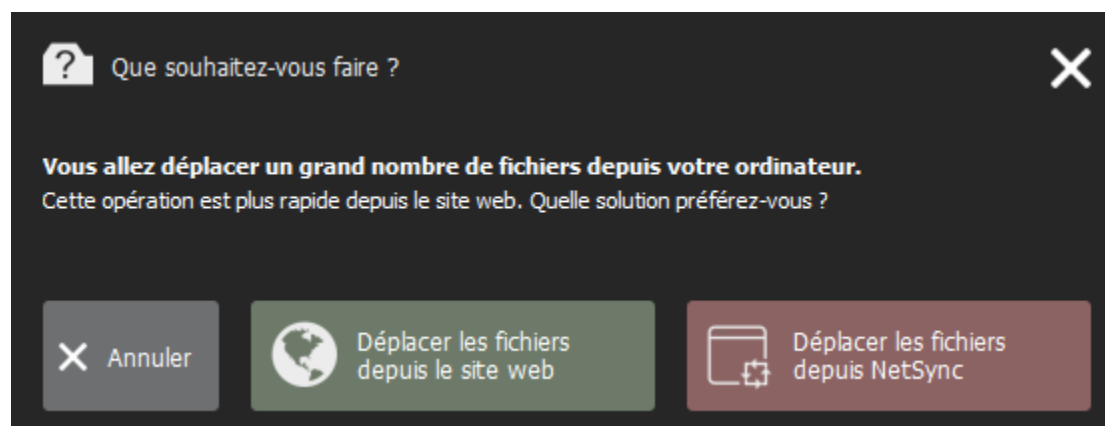 Que souhaitez-vous faire ?
Vous allez déplacer un grand nombre de fichiers depuis votre ordinateur.
Cette opération est plus rapide depuis le site web. Quelle solution préférez-vous ?
Annuler
Déplacer les fichiers
depuis le site web
Déplacer les fichiers
depuis NetSync